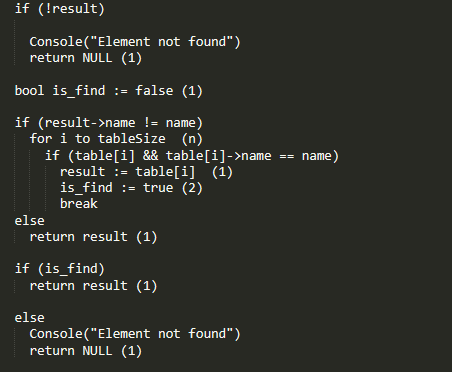 if (!result)
Console("Element not found")
return NULL (1)
bool is_find := false (1)
if (result->name != name)
for i to tableSize  (n)
if (table[i] && table[i]->name == name)
result := table[i]  (1)
is_find := true (2)
break
else
return result (1)
if (is_find)
return result (1)
else
Console("Element not found")
return NULL (1)